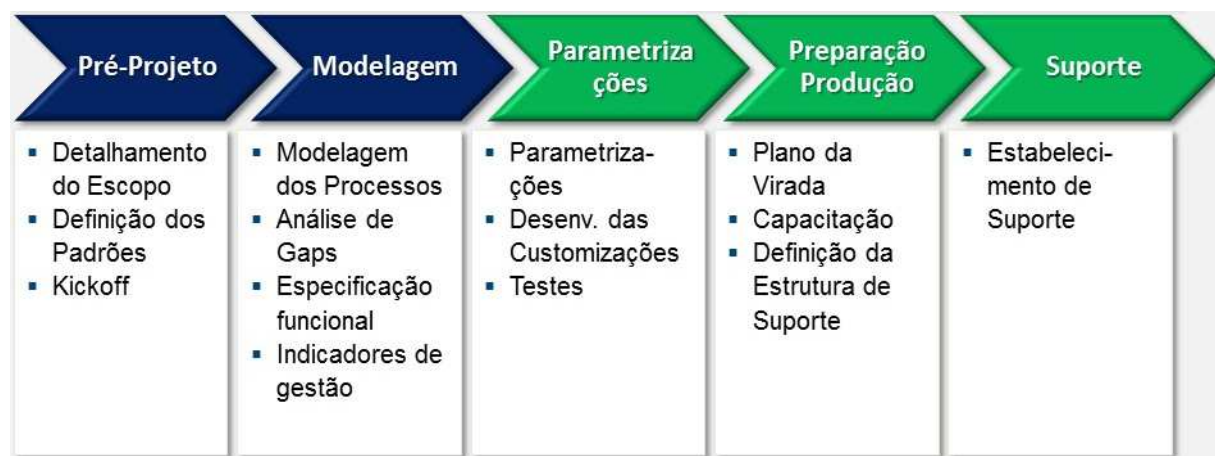 Pré-Projeto
Modelagem
Parametriza
ções
Preparação
Produção
Suporte
▪ Detalhamento
do Escopo
▪ Definição dos
Padrões
▪ Kickoff
▪ Modelagem
dos Processos
▪ Análise de
Gaps
▪ Especificação
funcional
▪ Indicadores de
gestão
▪ Parametriza-
ções
▪ Desenv. das
Customizações
▪ Testes
▪ Plano da
Virada
▪ Capacitação
▪ Definição da
Estrutura de
Suporte
▪ Estabeleci-
mento de
Suporte